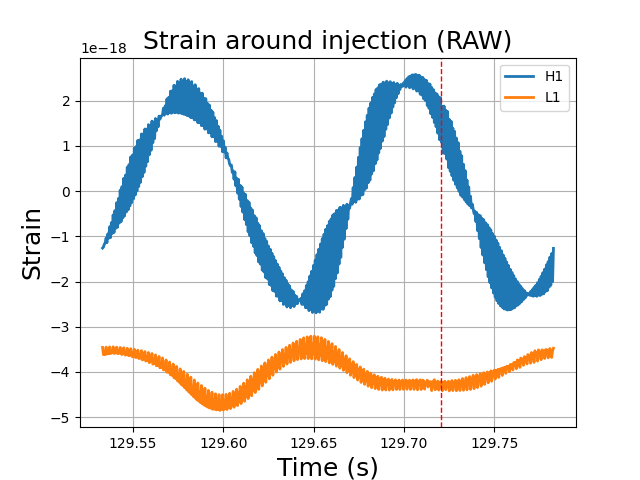 Strain around injection (RAW)
1e−18
H1
L1
2
1
0
−1
−2
−3
−4
−5
Strain
129.55 129.60 129.65 129.70 129.75
Time (s)